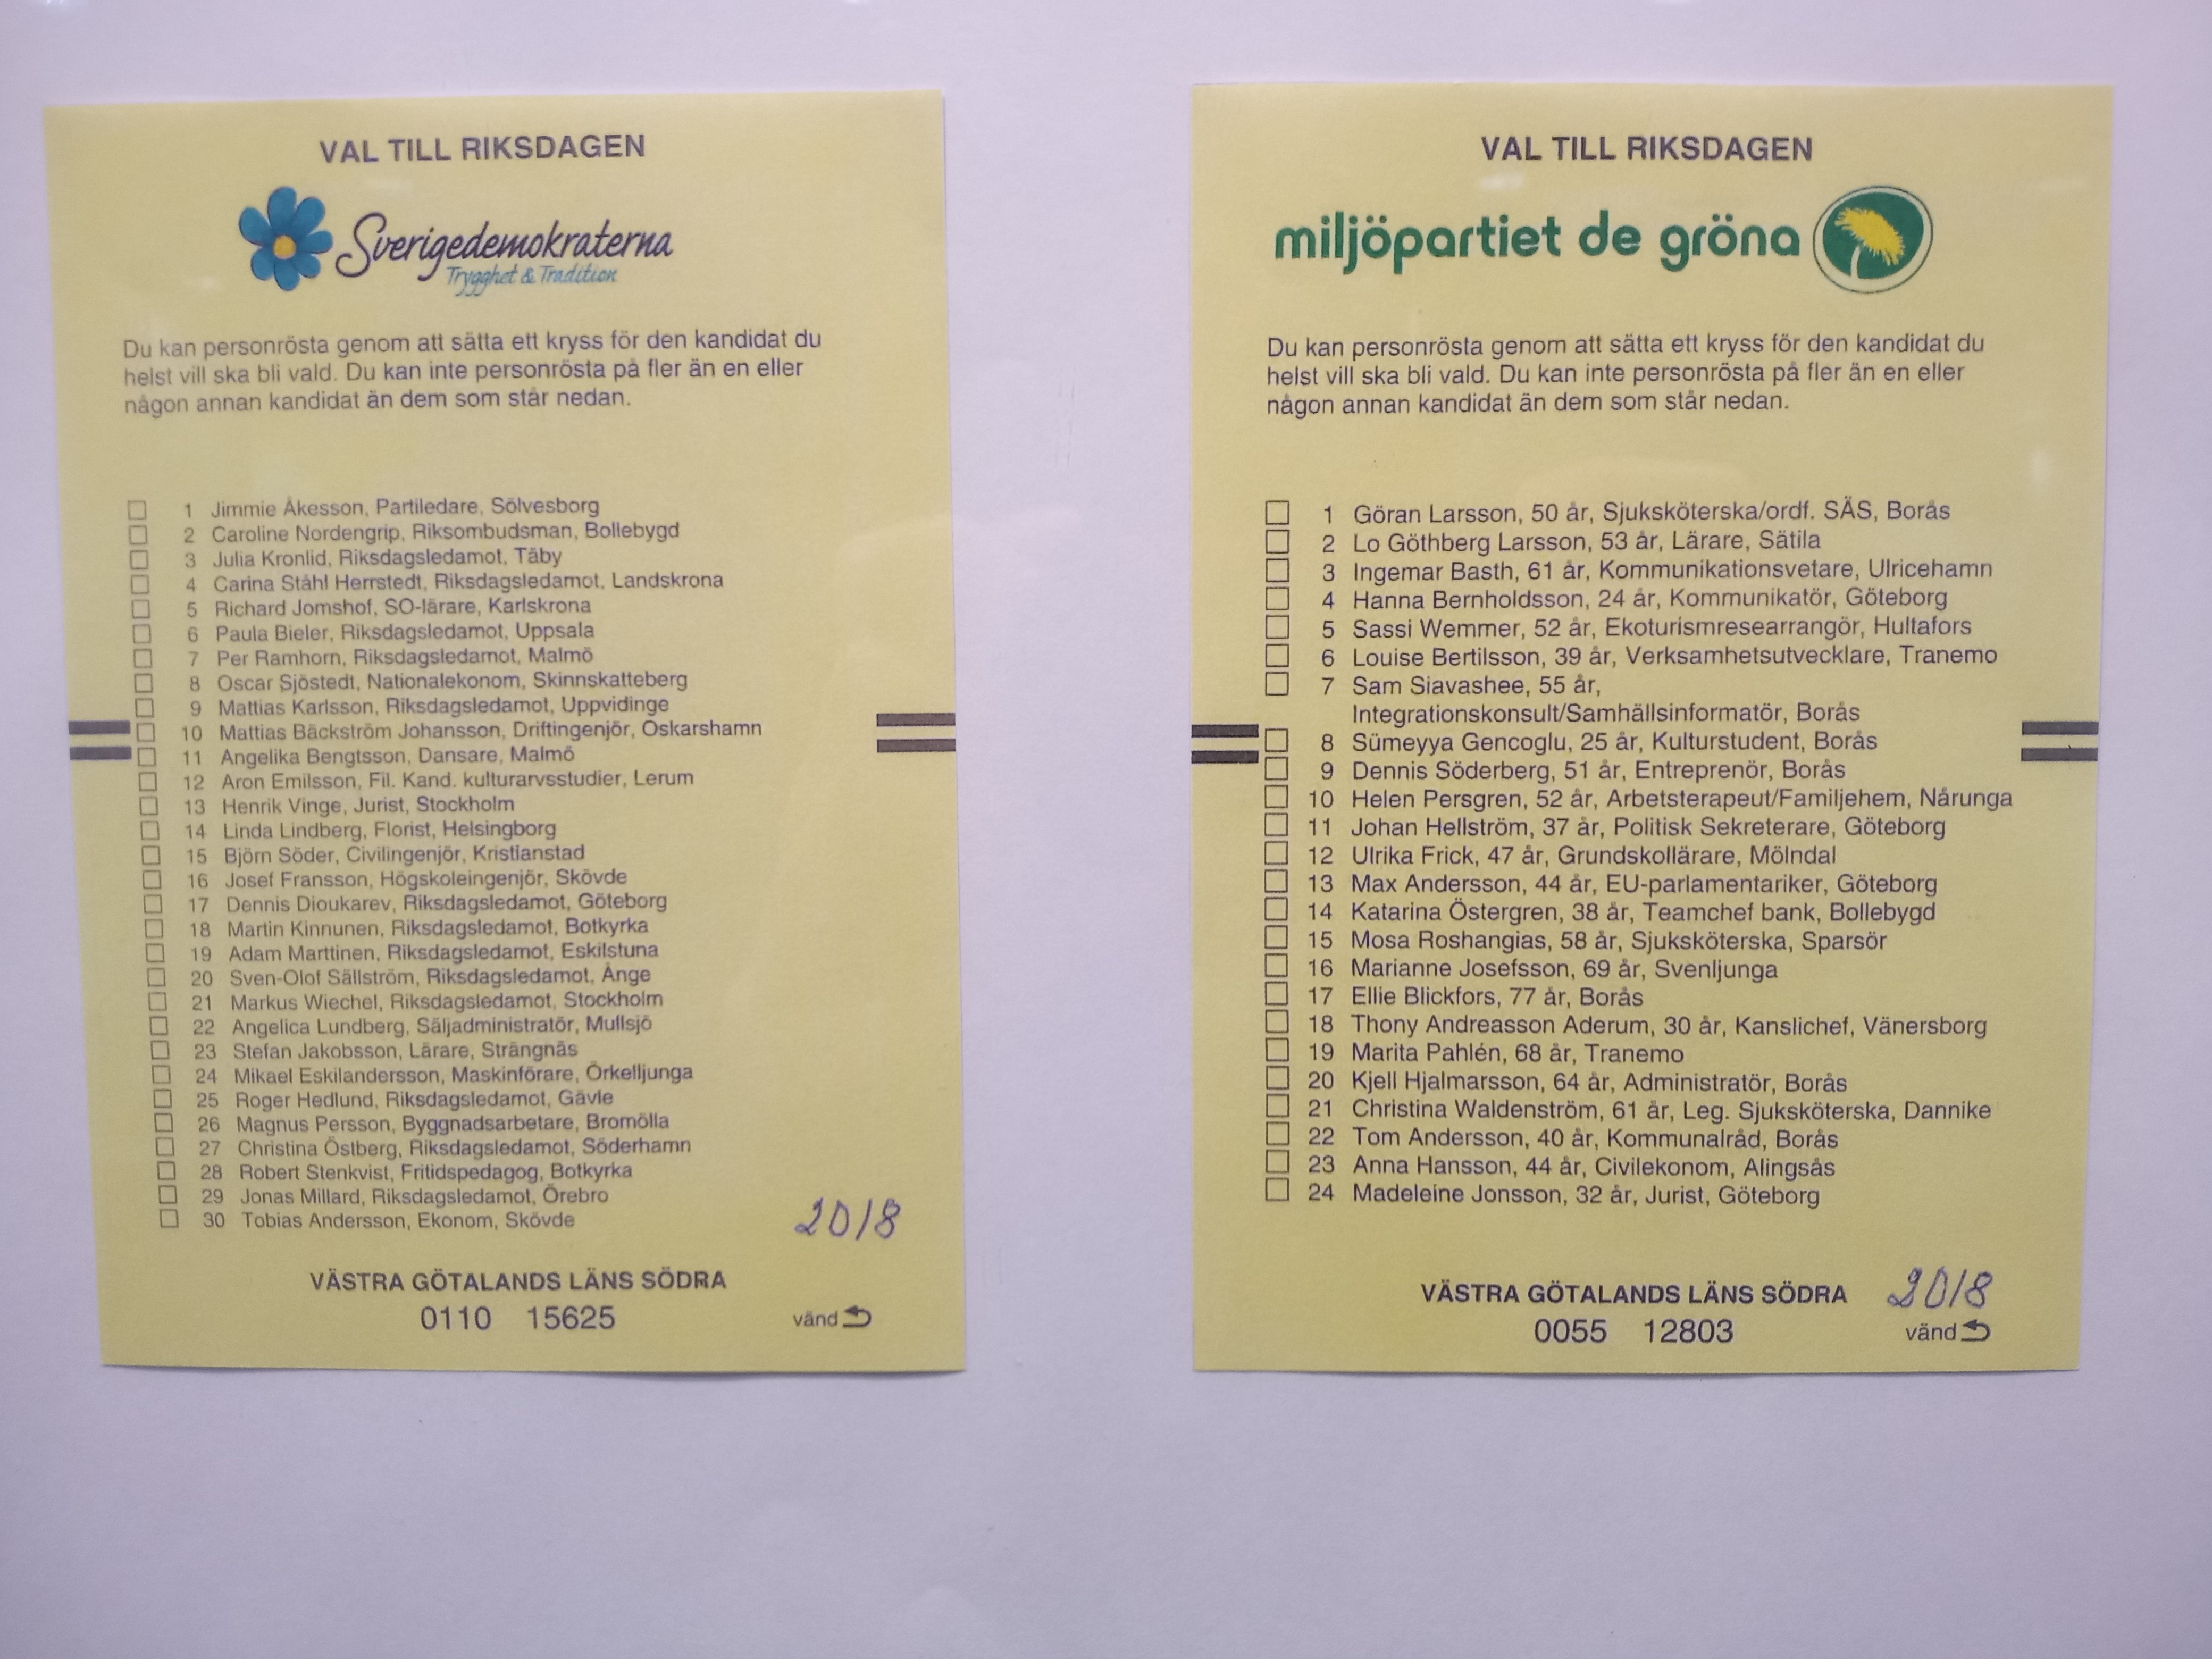 VAL TILL RIKSDAGEN
Sverigedemokraterna
Trygghet & Tradition
Du kan personrösta genom att sätta ett kryss för den kandidat du
helst vill ska bli vald. Du kan inte personrösta på fler än en eller
någon annan kandidat än dem som står nedan.
1 Jimmie Åkesson, Partiledare, Sölvesborg
2 Caroline Nordengrip, Riksombudsman, Bollebygd
3 Julia Kronlid, Riksdagsledamot, Täby
4 Carina Ståhl Herrstedt, Riksdagsledamot, Landskrona
5 Richard Jomshof, SO-lärare, Karlskrona
6 Paula Bieler, Riksdagsledamot, Uppsala
7 Per Ramhorn, Riksdagsledamot, Malmö
8 Oscar Sjöstedt, Nationalekonom, Skinnskatteberg
9 Mattias Karlsson, Riksdagsledamot, Uppvidinge
10 Mattias Bäckström Johansson, Driftingenjör, Oskarshamn
11 Angelika Bengtsson, Dansare, Malmö
12 Aron Emilsson, Fil. Kand. kulturarvsstudier, Lerum
13 Henrik Vinge, Jurist, Stockholm
14 Linda Lindberg, Florist, Helsingborg
15 Björn Söder, Civilingenjör, Kristianstad
16 Josef Fransson, Högskoleingenjör, Skövde
17 Dennis Dioukarev, Riksdagsledamot, Göteborg
18 Martin Kinnunen, Riksdagsledamot, Botkyrka
19 Adam Marttinen, Riksdagsledamot, Eskilstuna
20 Sven-Olof Sällström, Riksdagsledamot, Ånge
21 Markus Wiechel, Riksdagsledamot, Stockholm
22 Angelica Lundberg, Säljadministratör, Mullsjö
23 Stefan Jakobsson, Lärare, Strängnäs
24 Mikael Eskilandersson, Maskinförare, Örkelljunga
25 Roger Hedlund, Riksdagsledamot, Gävle
26 Magnus Persson, Byggnadsarbetare, Bromölla
27 Christina Östberg, Riksdagsledamot, Söderhamn
28 Robert Stenkvist, Fritidspedagog, Botkyrka
29 Jonas Millard, Riksdagsledamot, Örebro
30 Tobias Andersson, Ekonom, Skövde
2018
VÄSTRA GÖTALANDS LÄNS SÖDRA
0110 15625 vänd
VAL TILL RIKSDAGEN
miljöpartiet de gröna
Du kan personrösta genom att sätta ett kryss för den kandidat du
helst vill ska bli vald. Du kan inte personrösta på fler än en eller
någon annan kandidat än dem som står nedan.
1 Göran Larsson, 50 år, Sjuksköterska/ordf. SÄS, Borås
2 Lo Göthberg Larsson, 53 år, Lärare, Sätila
3 Ingemar Basth, 61 år, Kommunikationsvetare, Ulricehamn
4 Hanna Bernholdsson, 24 år, Kommunikatör, Göteborg
5 Sassi Wemmer, 52 år, Ekoturismresearrangör, Hultafors
6 Louise Bertilsson, 39 år, Verksamhetsutvecklare, Tranemo
7 Sam Siavashee, 55 år,
Integrationskonsult/Samhällsinformatör, Borås
8 Sümeyya Gencoglu, 25 år, Kulturstudent, Borås
9 Dennis Söderberg, 51 år, Entreprenör, Borås
10 Helen Persgren, 52 år, Arbetsterapeut/Familjehem, Nårunga
11 Johan Hellström, 37 år, Politisk Sekreterare, Göteborg
12 Ulrika Frick, 47 år, Grundskollärare, Mölndal
13 Max Andersson, 44 år, EU-parlamentariker, Göteborg
14 Katarina Östergren, 38 år, Teamchef bank, Bollebygd
15 Mosa Roshangias, 58 år, Sjuksköterska, Sparsör
16 Marianne Josefsson, 69 år, Svenljunga
17 Ellie Blickfors, 77 år, Borås
18 Thony Andreasson Aderum, 30 år, Kanslichef, Vänersborg
19 Marita Pahlén, 68 år, Tranemo
20 Kjell Hjalmarsson, 64 år, Administratör, Borås
21 Christina Waldenström, 61 år, Leg. Sjuksköterska, Dannike
22 Tom Andersson, 40 år, Kommunalråd, Borås
23 Anna Hansson, 44 år, Civilekonom, Alingsås
24 Madeleine Jonsson, 32 år, Jurist, Göteborg
VÄSTRA GÖTALANDS LÄNS SÖDRA 2018
0055 12803 vänd